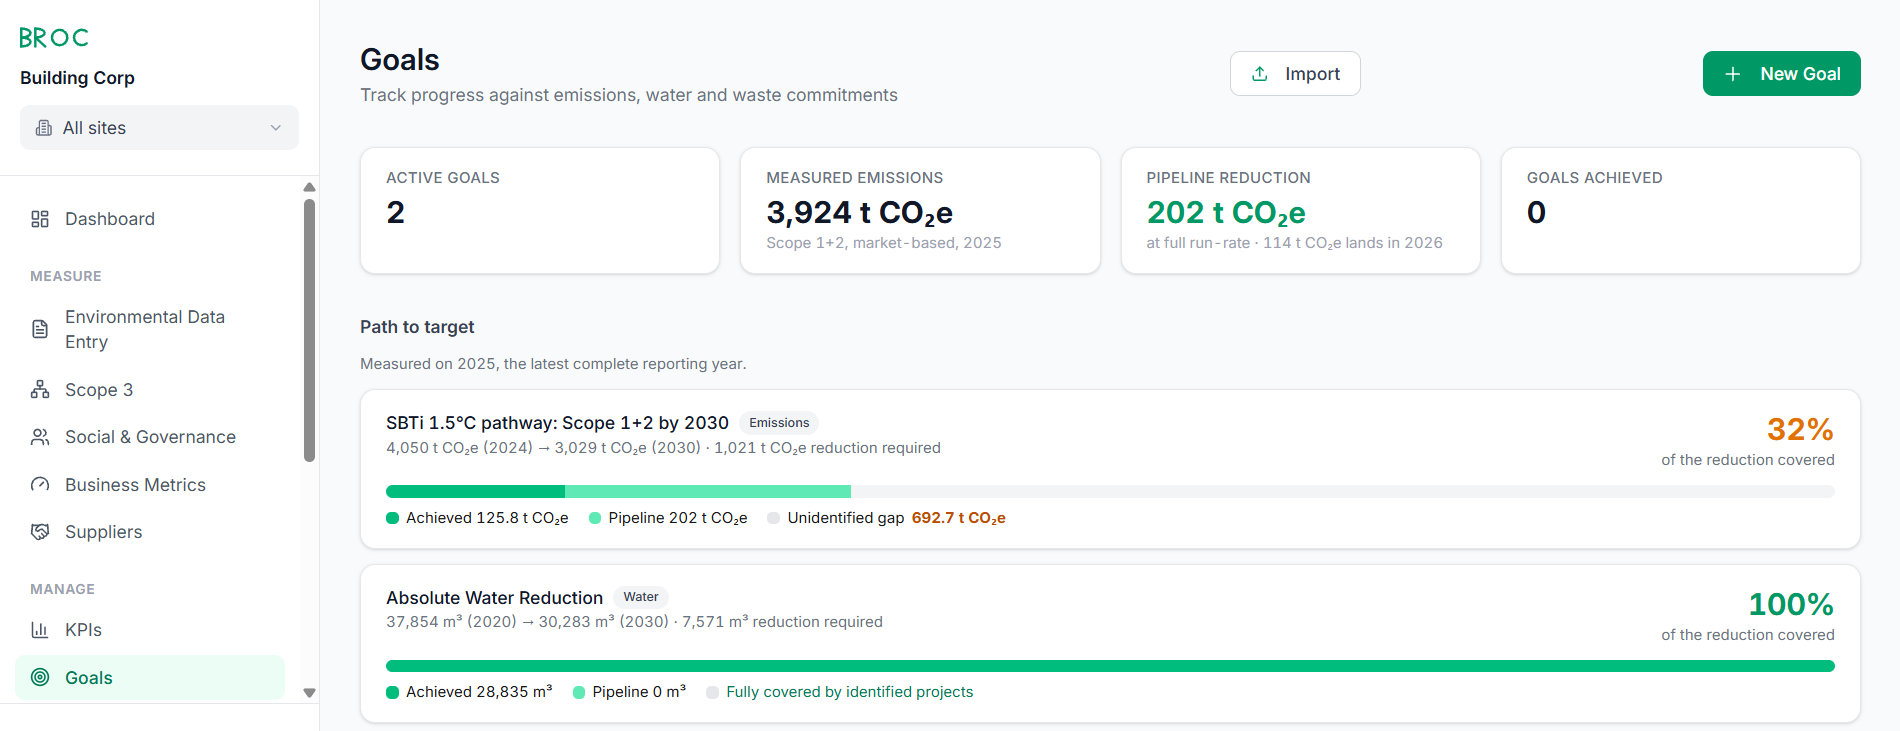 BROC
Building Corp
All sites
Dashboard
MEASURE
Environmental Data
Entry
Scope 3
Social & Governance
Business Metrics
Suppliers
MANAGE
KPIs
Goals
Goals
Track progress against emissions, water and waste commitments
Import
New Goal
ACTIVE GOALS
2
MEASURED EMISSIONS
3,924 t CO₂e
Scope 1+2, market-based, 2025
PIPELINE REDUCTION
202 t CO₂e
at full run-rate · 114 t CO₂e lands in 2026
GOALS ACHIEVED
0
Path to target
Measured on 2025, the latest complete reporting year.
SBTi 1.5°C pathway: Scope 1+2 by 2030 Emissions
4,050 t CO₂e (2024) → 3,029 t CO₂e (2030) · 1,021 t CO₂e reduction required
32%
of the reduction covered
Achieved 125.8 t CO₂e Pipeline 202 t CO₂e Unidentified gap 692.7 t CO₂e
Absolute Water Reduction Water
37,854 m³ (2020) → 30,283 m³ (2030) · 7,571 m³ reduction required
100%
of the reduction covered
Achieved 28,835 m³ Pipeline 0 m³ Fully covered by identified projects